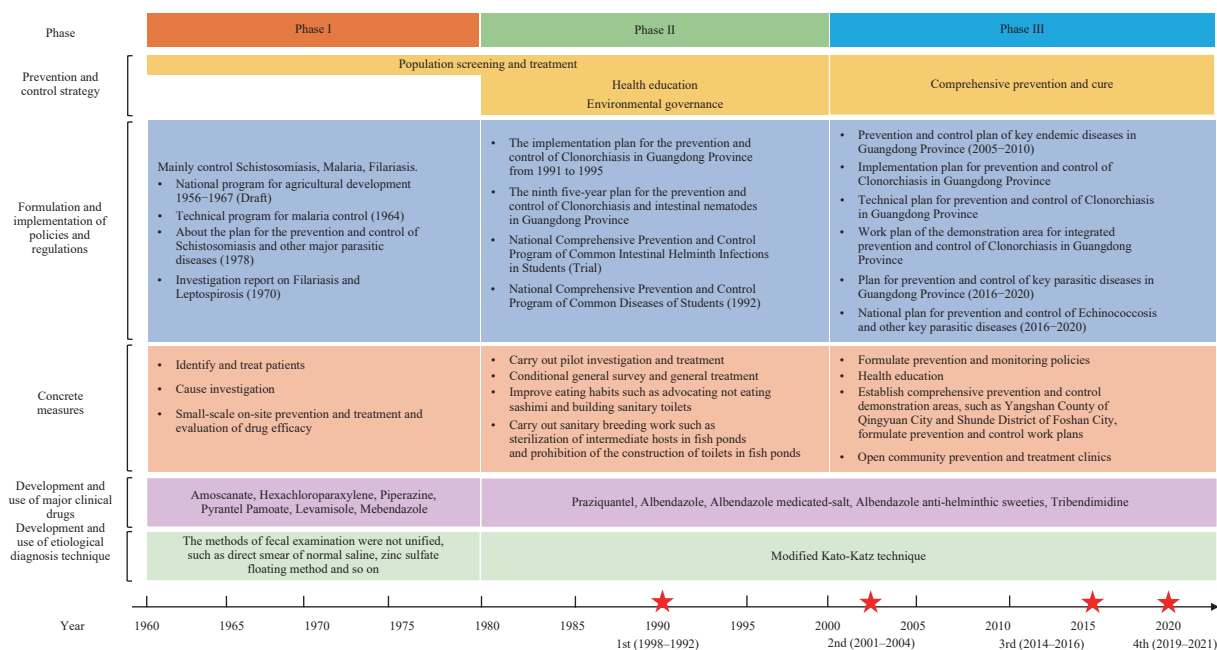 Phase
Phase I
Phase II
Phase III
Prevention and
control strategy
Population screening and treatment
Health education
Environmental governance
Comprehensive prevention and cure
Formulation and
implementation of
policies and
regulations
Mainly control Schistosomiasis, Malaria, Filariasis.
• National program for agricultural development
1956−1967 (Draft)
• Technical program for malaria control (1964)
• About the plan for the prevention and control of
Schistosomiasis and other major parasitic
diseases (1978)
• Investigation report on Filariasis and
Leptospirosis (1970)
• The implementation plan for the prevention and
control of Clonorchiasis in Guangdong Province
from 1991 to 1995
• The ninth five-year plan for the prevention and
control of Clonorchiasis and intestinal nematodes
in Guangdong Province
• National Comprehensive Prevention and Control
Program of Common Intestinal Helminth Infections
in Students (Trial)
• National Comprehensive Prevention and Control
Program of Common Diseases of Students (1992)
• Prevention and control plan of key endemic diseases in
Guangdong Province (2005−2010)
• Implementation plan for prevention and control of
Clonorchiasis in Guangdong Province
• Technical plan for prevention and control of Clonorchiasis
in Guangdong Province
• Work plan of the demonstration area for integrated
prevention and control of Clonorchiasis in Guangdong
Province
• Plan for prevention and control of key parasitic diseases in
Guangdong Province (2016−2020)
• National plan for prevention and control of Echinococcosis
and other key parasitic diseases (2016−2020)
Concrete
measures
• Identify and treat patients
• Cause investigation
• Small-scale on-site prevention and treatment and
evaluation of drug efficacy
• Carry out pilot investigation and treatment
• Conditional general survey and general treatment
• Improve eating habits such as advocating not eating
sashimi and building sanitary toilets
• Carry out sanitary breeding work such as
sterilization of intermediate hosts in fish ponds
and prohibition of the construction of toilets in fish ponds
• Formulate prevention and monitoring policies
• Health education
• Establish comprehensive prevention and control
demonstration areas, such as Yangshan County of
Qingyuan City and Shunde District of Foshan City,
formulate prevention and control work plans
• Open community prevention and treatment clinics
Development and
use of major clinical
drugs
Amoscanate, Hexachloroparaxylene, Piperazine,
Pyrantel Pamoate, Levamisole, Mebendazole
Praziquantel, Albendazole, Albendazole medicated-salt, Albendazole anti-helminthic sweeties, Tribendimidine
Development and
use of etiological
diagnosis technique
The methods of fecal examination were not unified,
such as direct smear of normal saline, zinc sulfate
floating method and so on
Modified Kato-Katz technique
Year
1960
1965
1970
1975
1980
1985
1990
1995
2000
2005
2010
2015
2020
1st (1998–1992)
2nd (2001–2004)
3rd (2014–2016)
4th (2019–2021)